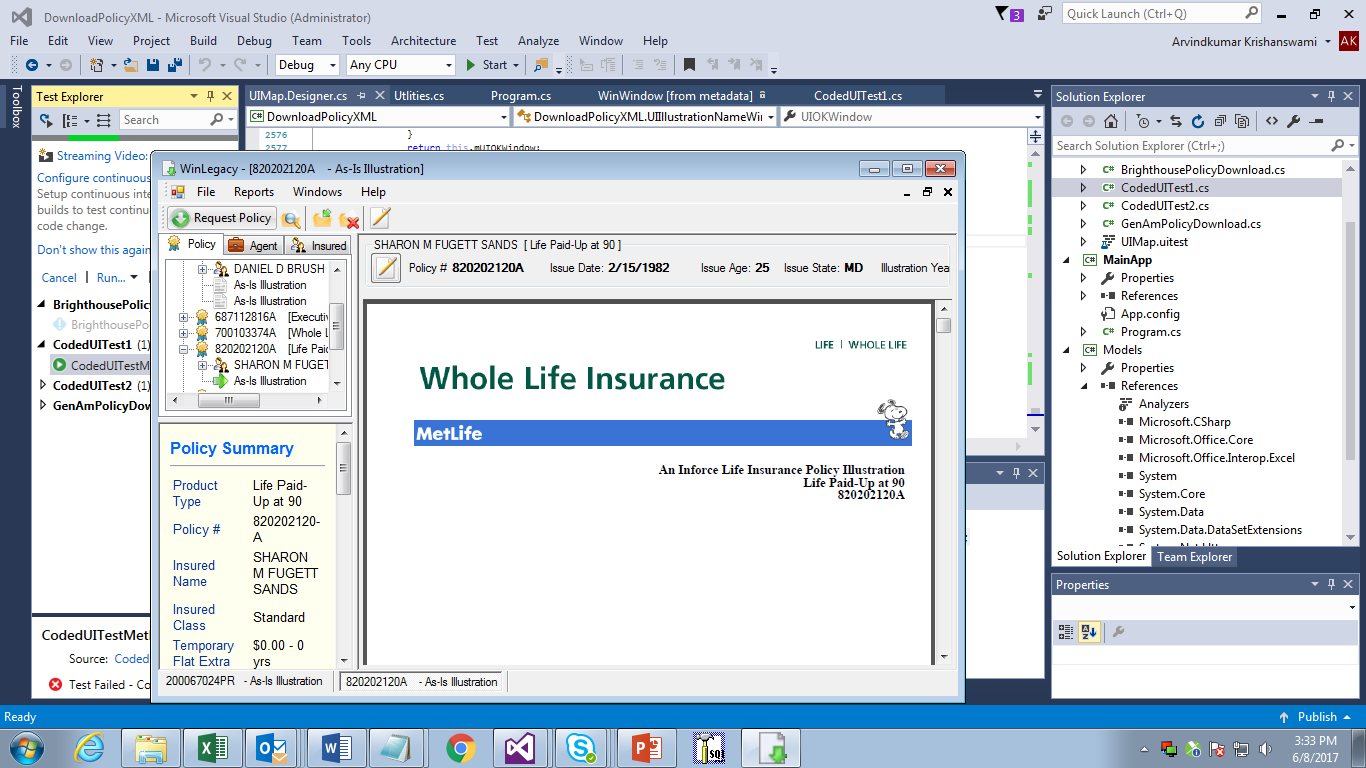 DownloadPolicyXML - Microsoft Visual Studio (Administrator)
3
Quick Launch (Ctrl+Q)
File Edit View Project Build Debug Team Tools Architecture Test Analyze Window Help
Arvindkumar Krishanswami
AK
Debug
Any CPU
Start
Toolbox
Test Explorer
Search
Streaming Video:
Configure continuous
Setup continuous inte
builds to test continu
code change.
Don't show this again
Cancel Run...
BrighthousePolicy
BrighthousePo
CodedUITest1 (1)
CodedUITestM
CodedUITest2 (1)
GenAmPolicyDow
CodedUITestMet
Source: Coded
Test Failed - Co
UIMap.Designer.cs
Utlities.cs
Program.cs
WinWindow [from metadata]
CodedUITest1.cs
DownloadPolicyXML
DownloadPolicyXML.UIIllustrationNameWi
UIOKWindow
2576 }
2577 return this.mUIOKWindow;
WinLegacy - [820202120A - As-Is Illustration]
File Reports Windows Help
Request Policy
Policy Agent Insured
DANIEL D BRUSH
As-Is Illustration
As-Is Illustration
687112816A [Executiv
700103374A [Whole L
820202120A [Life Paid
SHARON M FUGET
As-Is Illustration
Policy Summary
Product Type
Life Paid-Up at 90
Policy #
820202120-A
Insured Name
SHARON M FUGETT SANDS
Insured Class
Standard
Temporary Flat Extra
$0.00 - 0 yrs
SHARON M FUGETT SANDS [ Life Paid-Up at 90 ]
Policy # 820202120A Issue Date: 2/15/1982 Issue Age: 25 Issue State: MD Illustration Yea
LIFE | WHOLE LIFE
Whole Life Insurance
MetLife
An Inforce Life Insurance Policy Illustration
Life Paid-Up at 90
820202120A
200067024PR - As-Is Illustration
820202120A - As-Is Illustration
Solution Explorer
Search Solution Explorer (Ctrl+;)
BrighthousePolicyDownload.cs
CodedUITest1.cs
CodedUITest2.cs
GenAmPolicyDownload.cs
UIMap.uitest
MainApp
Properties
References
App.config
Program.cs
Models
Properties
References
Analyzers
Microsoft.CSharp
Microsoft.Office.Core
Microsoft.Office.Interop.Excel
System
System.Core
System.Data
System.Data.DataSetExtensions
Solution Explorer Team Explorer
Properties
Ready
Publish
3:33 PM
6/8/2017